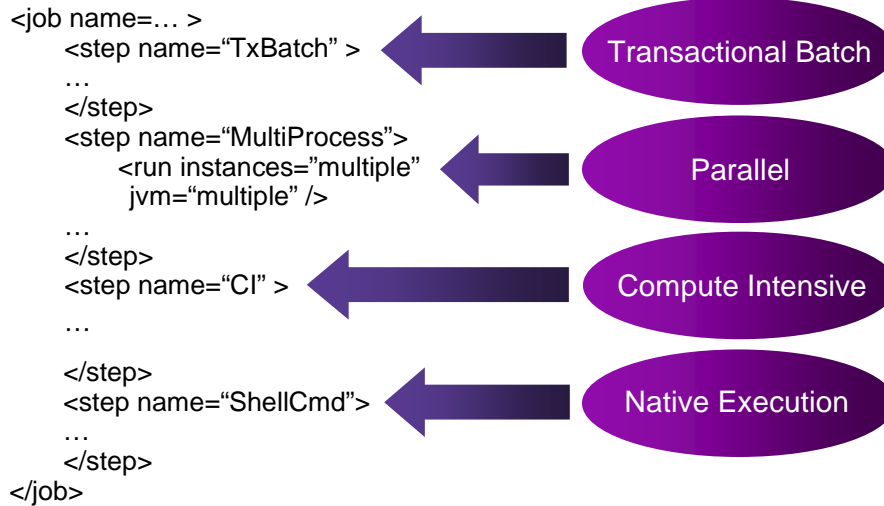 <job name=… >
<step name=“TxBatch” >
…
</step>
<step name=“MultiProcess”>
<run instances=”multiple”
jvm=“multiple” />
…
</step>
<step name=“CI” >
…
</step>
<step name=“ShellCmd”>
…
</step>
</job>
Transactional Batch
Parallel
Compute Intensive
Native Execution